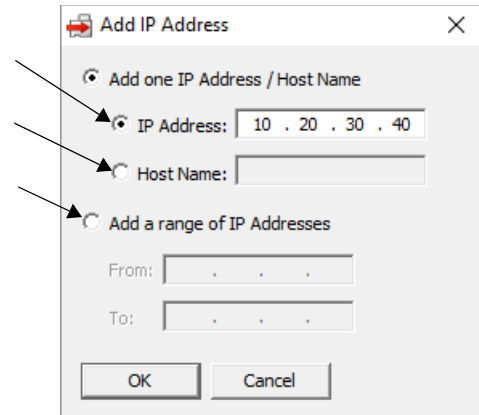 Add IP Address
Add one IP Address / Host Name
IP Address: 10 . 20 . 30 . 40
Host Name:
Add a range of IP Addresses
From: . . .
To: . . .
OK Cancel